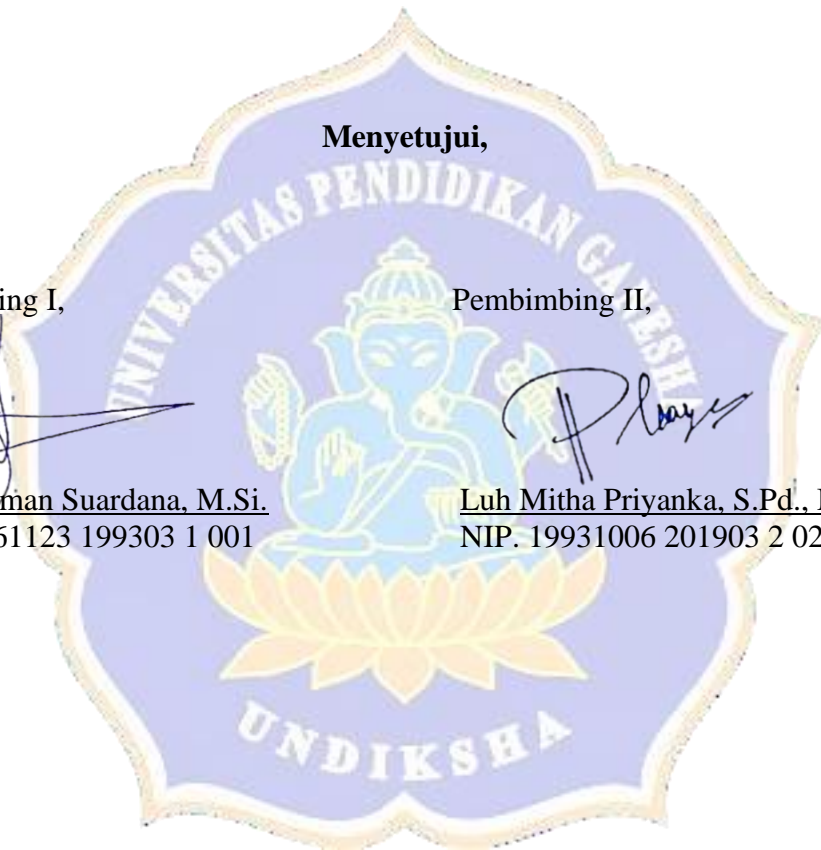 Menyetujui,
UNIVERSITAS PENDIDIKAN GANESHA
ing I,
Pembimbing II,
man Suardana, M.Si.
Luh Mitha Priyanka, S.Pd.,
61123 199303 1 001
NIP. 19931006 201903 2 02
UNDIKSHA